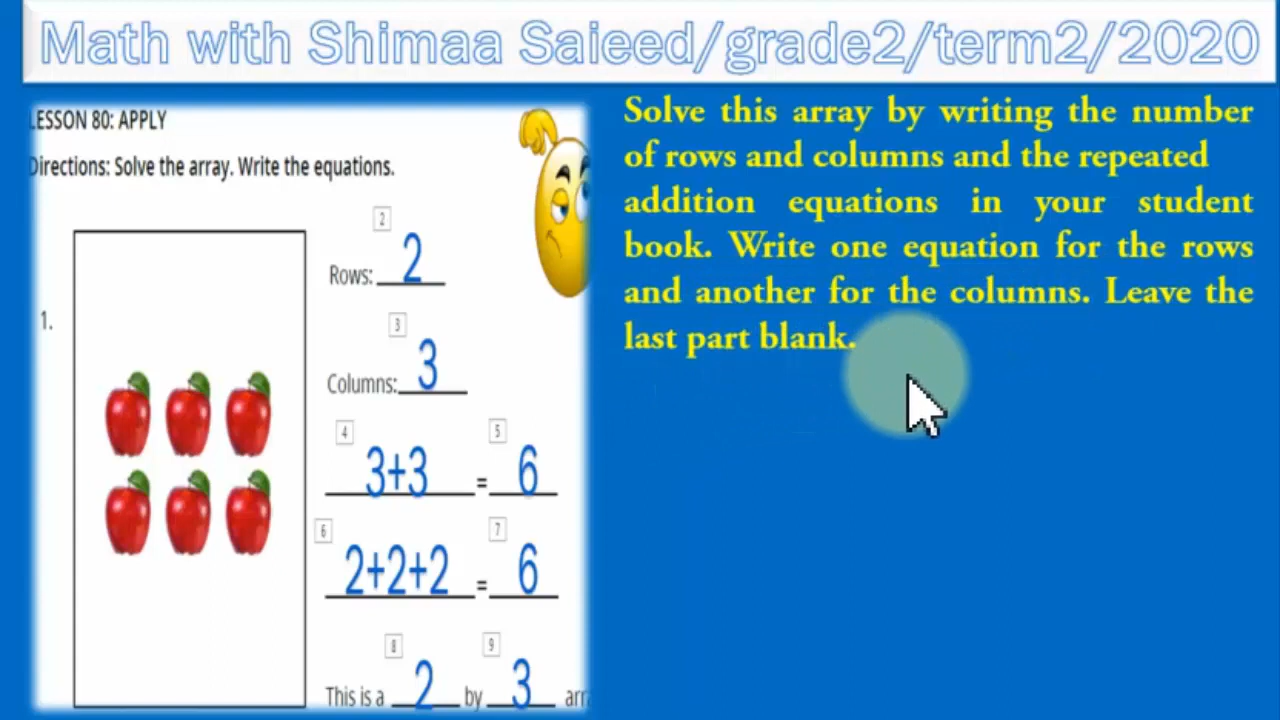 Math with Shimaa Saieed/grade2/term2/2020
LESSON 80: APPLY
Directions: Solve the array. Write the equations.
1.
2
Rows: 2
3
Columns: 3
4 5
3+3 = 6
6 7
2+2+2 = 6
8 9
This is a 2 by 3
Solve this array by writing the number
of rows and columns and the repeated
addition equations in your student
book. Write one equation for the rows
and another for the columns. Leave the
last part blank.